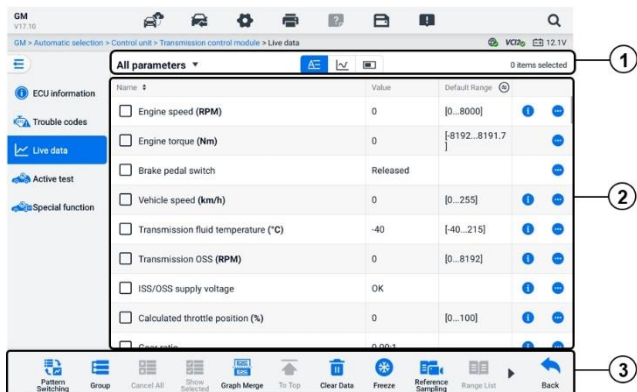 GM
V17.10
GM > Automatic selection > Control unit > Transmission control module > Live data
VCI 12.1V
All parameters ▼
0 items selected
1
ECU information
Trouble codes
Live data
Active test
Special function
Name Value Default Range
Engine speed (RPM) 0 [0...8000]
Engine torque (Nm) 0 [-8192...8191.7
]
Brake pedal switch Released
Vehicle speed (km/h) 0 [0...255]
2
Transmission fluid temperature (°C) -40 [-40...215]
Transmission OSS (RPM) 0 [0...8192]
ISS/OSS supply voltage OK
Calculated throttle position (%) 0 [0...100]
Gear ratio 0.00:1
Pattern Switching
Group
Cancel All
Show Selected
Graph Merge
To Top
Clear Data
Freeze
Reference Sampling
Range List
Back
3